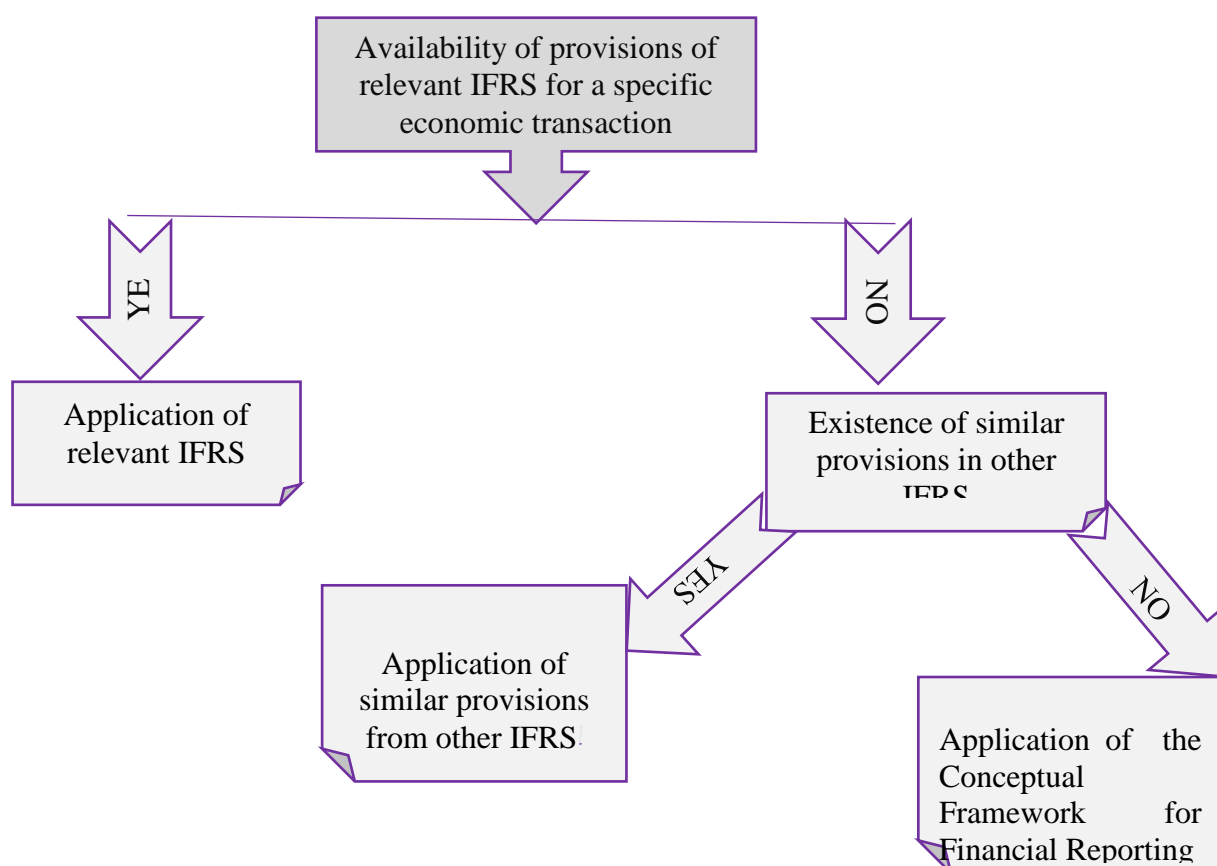 Availability of provisions of
relevant IFRS for a specific
economic transaction
YE
NO
Application of
relevant IFRS
Existence of similar
provisions in other
IFRS
YES
NO
Application of
similar provisions
from other IFRS
Application of the
Conceptual
Framework for
Financial Reporting